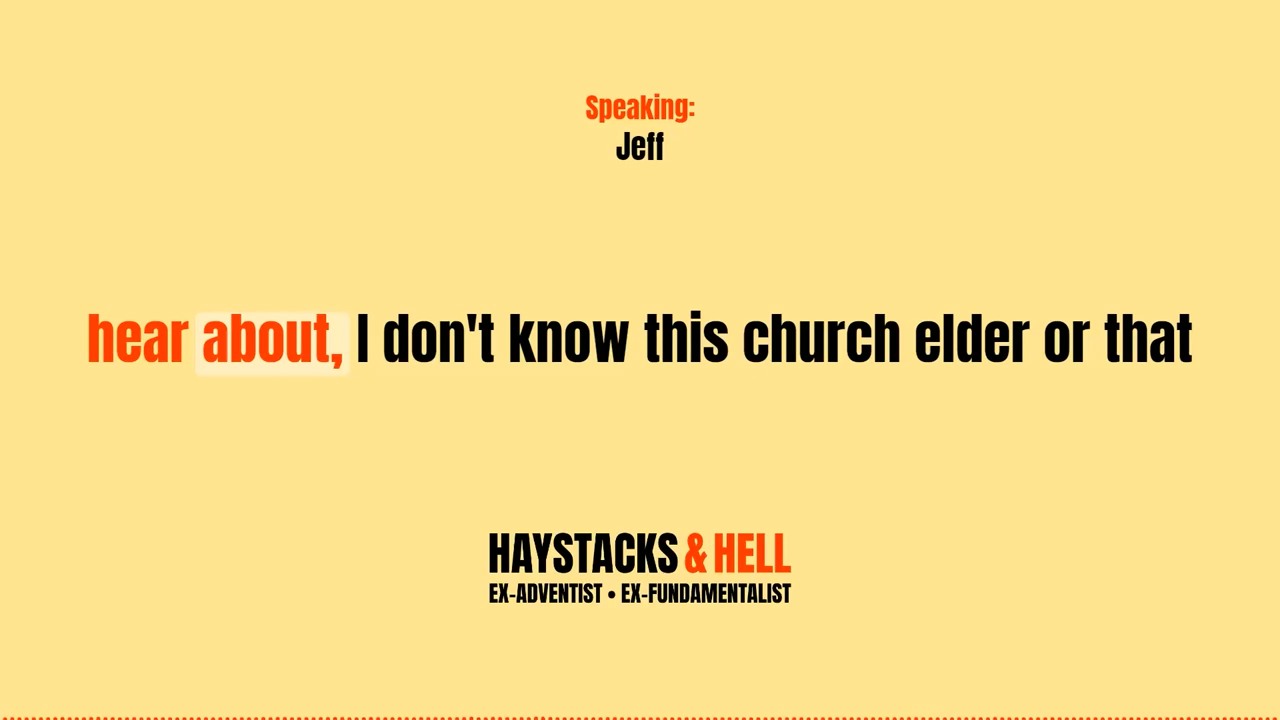 Speaking:
Jeff
hear about, I don't know this church elder or that
HAYSTACKS & HELL
EX-ADVENTIST • EX-FUNDAMENTALIST